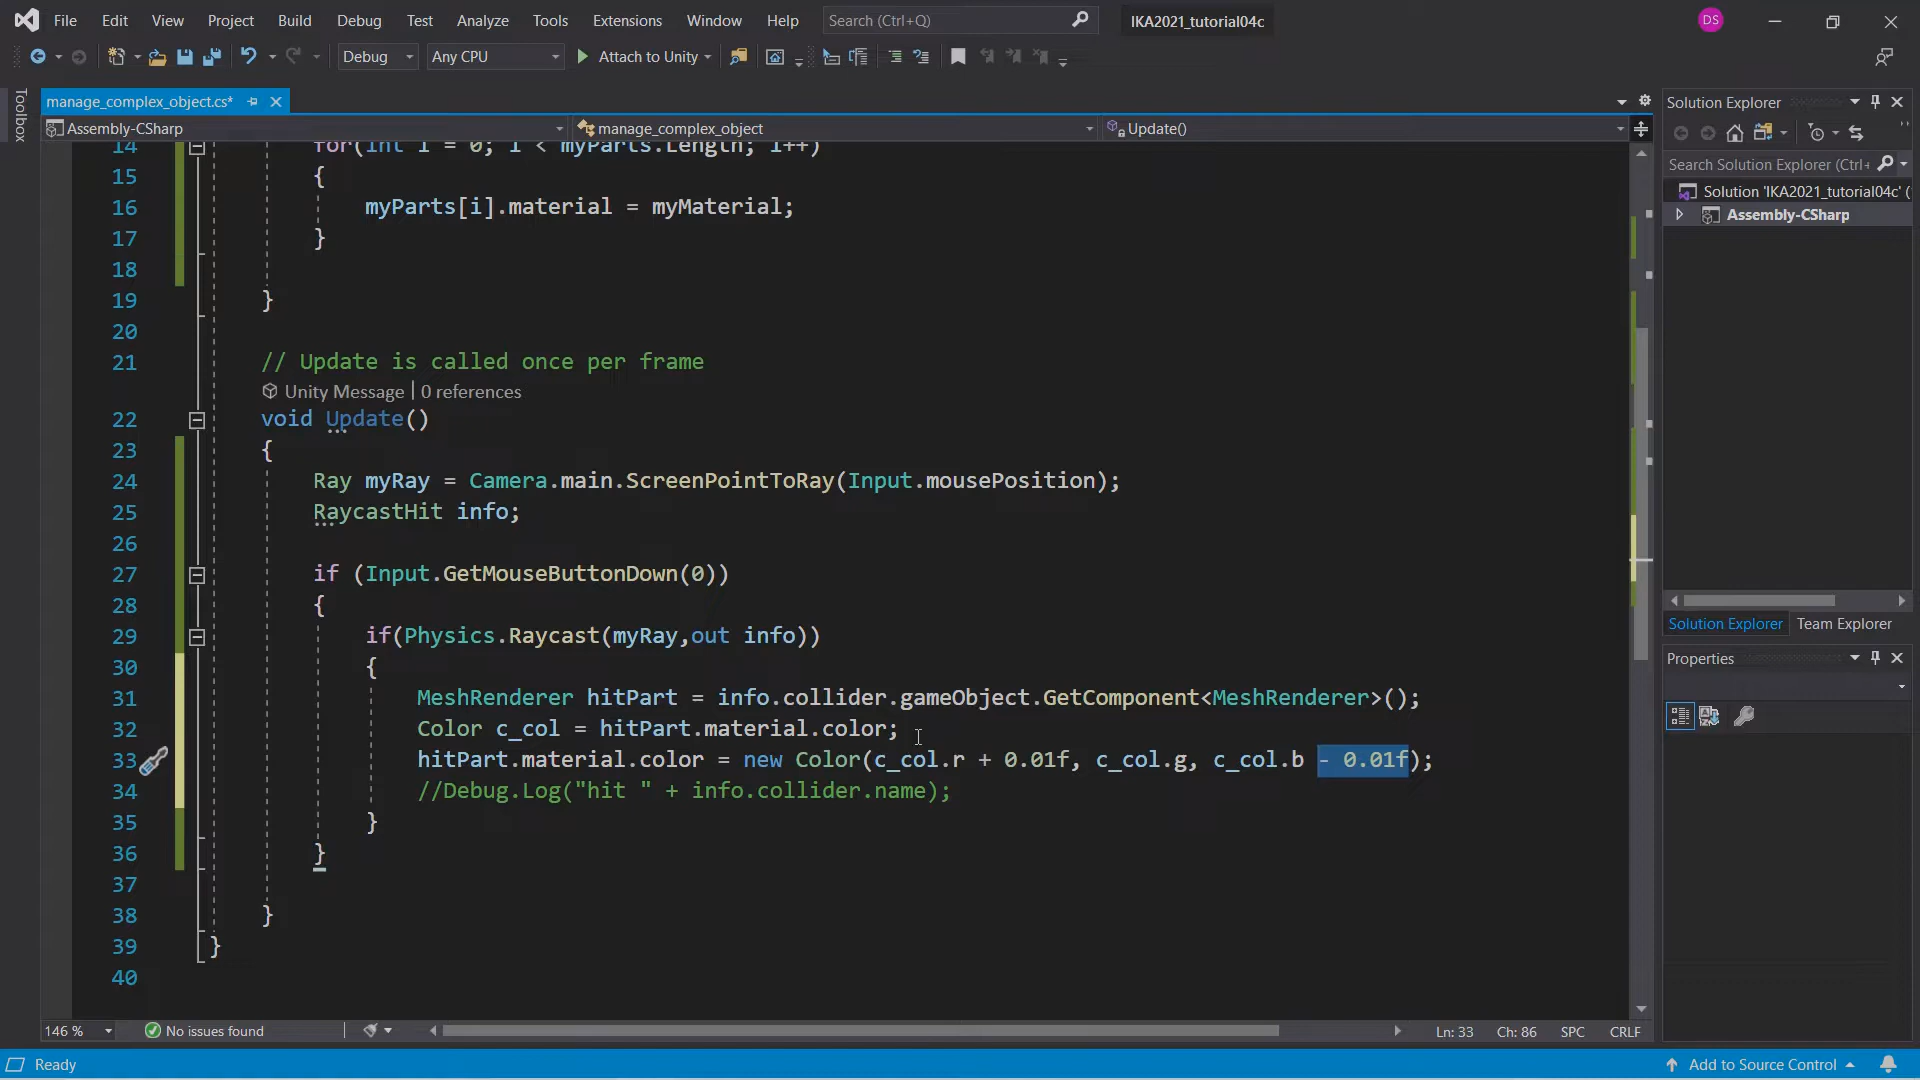 File Edit View Project Build Debug Test Analyze Tools Extensions Window Help Search (Ctrl+Q) IKA2021_tutorial04c DS
Debug Any CPU Attach to Unity
Toolbox
manage_complex_object.cs*
Assembly-CSharp manage_complex_object Update()
14 for(int i = 0; i < myParts.Length; i++)
15 {
16 myParts[i].material = myMaterial;
17 }
18
19 }
20
21 // Update is called once per frame
Unity Message | 0 references
22 void Update()
23 {
24 Ray myRay = Camera.main.ScreenPointToRay(Input.mousePosition);
25 RaycastHit info;
26
27 if (Input.GetMouseButtonDown(0))
28 {
29 if(Physics.Raycast(myRay,out info))
30 {
31 MeshRenderer hitPart = info.collider.gameObject.GetComponent<MeshRenderer>();
32 Color c_col = hitPart.material.color;
33 hitPart.material.color = new Color(c_col.r + 0.01f, c_col.g, c_col.b - 0.01f);
34 //Debug.Log("hit " + info.collider.name);
35 }
36 }
37
38 }
39 }
40
146 % No issues found Ln: 33 Ch: 86 SPC CRLF
Solution Explorer
Search Solution Explorer (Ctrl+
Solution 'IKA2021_tutorial04c' (
Assembly-CSharp
Solution Explorer Team Explorer
Properties
Ready Add to Source Control